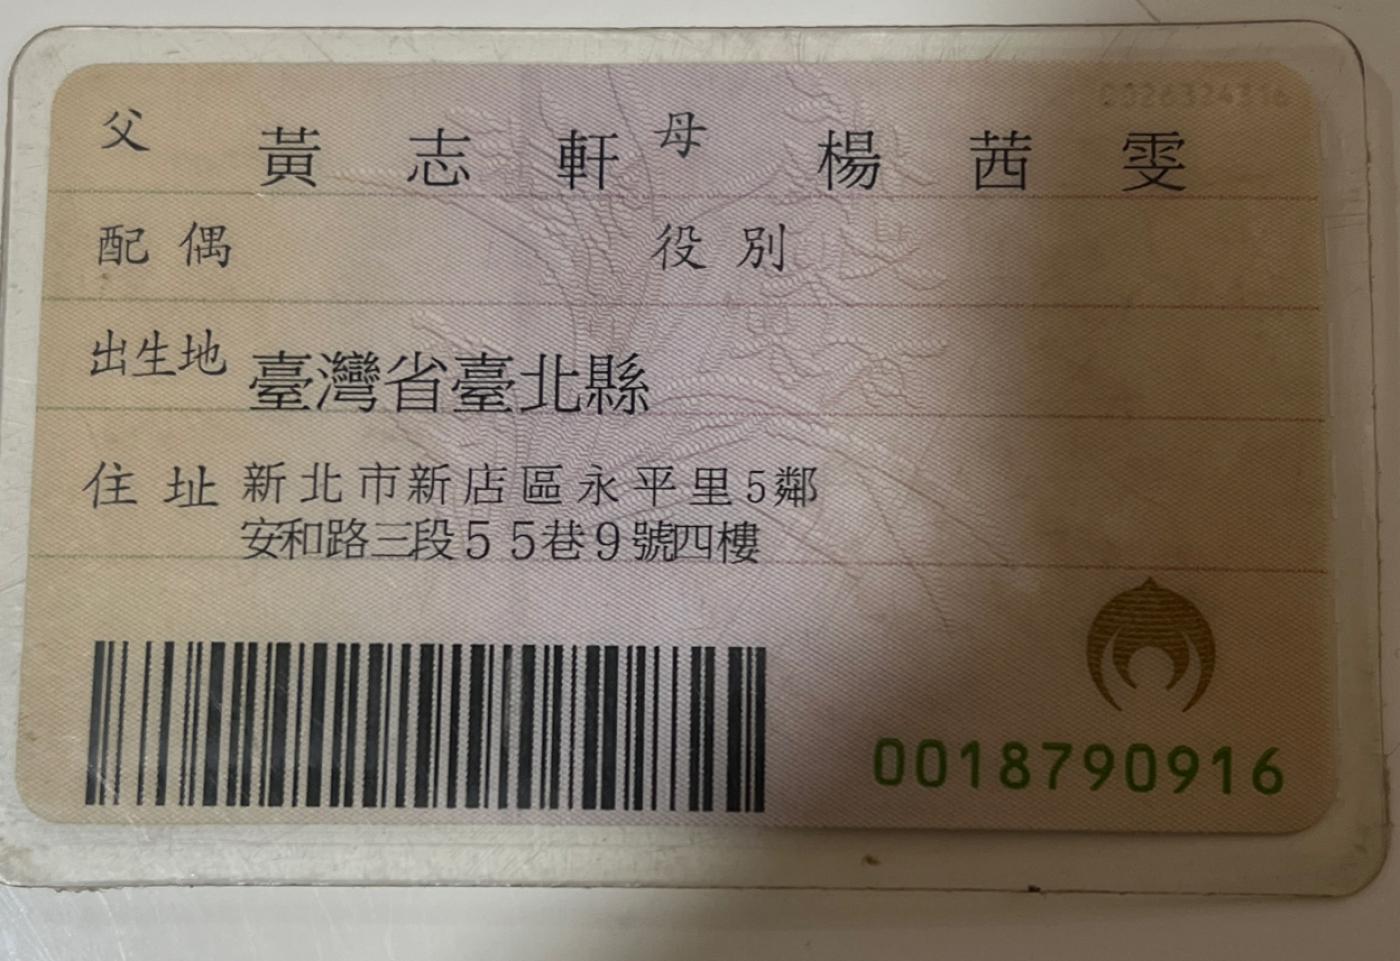 父 黃志軒 母 楊茜雯
配偶 役別
出生地 臺灣省臺北縣
住址 新北市新店區永平里5鄰
安和路三段55巷9號四樓
0018790916